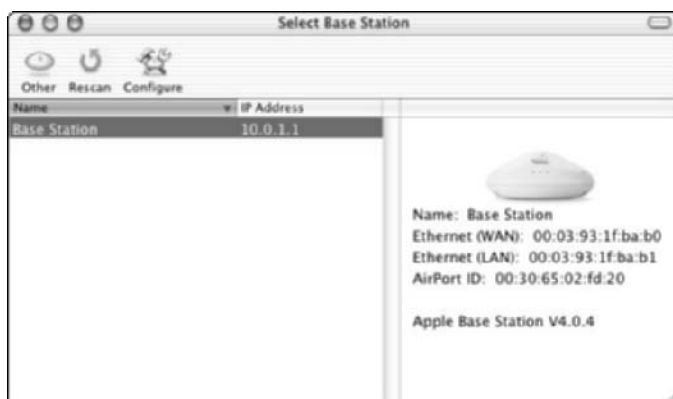 Select Base Station
Other Rescan Configure
Name IP Address
Base Station 10.0.1.1
Name: Base Station
Ethernet (WAN): 00:03:93:1f:ba:b0
Ethernet (LAN): 00:03:93:1f:ba:b1
AirPort ID: 00:30:65:02:fd:20
Apple Base Station V4.0.4